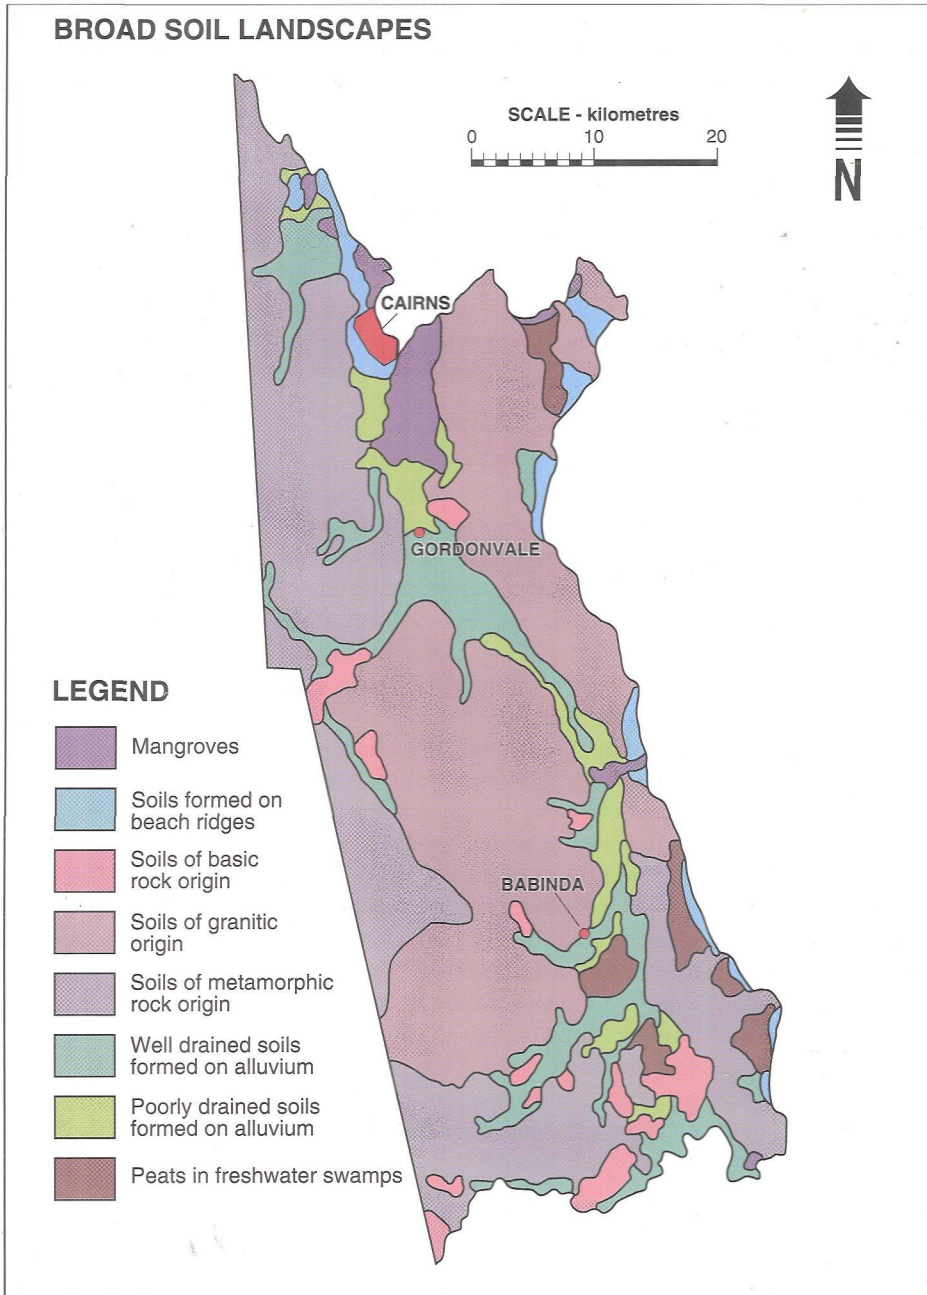 BROAD SOIL LANDSCAPES
SCALE - kilometres
0 10 20
N
CAIRNS
GORDONVALE
BABINDA
LEGEND
Mangroves
Soils formed on
beach ridges
Soils of basic
rock origin
Soils of granitic
origin
Soils of metamorphic
rock origin
Well drained soils
formed on alluvium
Poorly drained soils
formed on alluvium
Peats in freshwater swamps